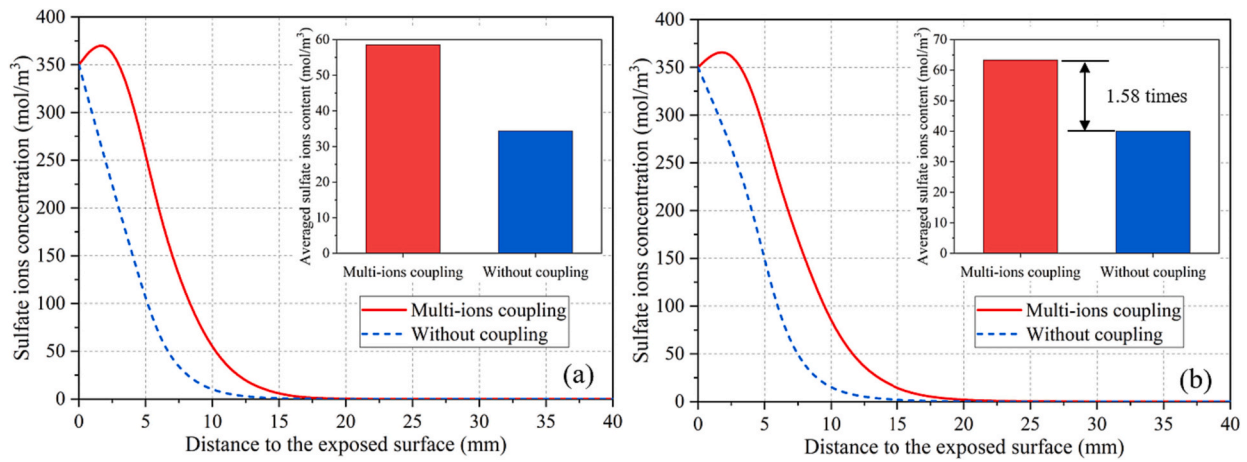 400
350
300
250
200
150
100
50
0
Sulfate ions concentration (mol/m³)
0 5 10 15 20 25 30 35 40
Distance to the exposed surface (mm)
60
50
40
30
20
10
0
Averaged sulfate ions content (mol/m³)
Multi-ions coupling Without coupling
Multi-ions coupling
Without coupling
(a)
400
350
300
250
200
150
100
50
0
Sulfate ions concentration (mol/m³)
0 5 10 15 20 25 30 35 40
Distance to the exposed surface (mm)
70
60
50
40
30
20
10
0
Averaged sulfate ions content (mol/m³)
1.58 times
Multi-ions coupling Without coupling
Multi-ions coupling
Without coupling
(b)